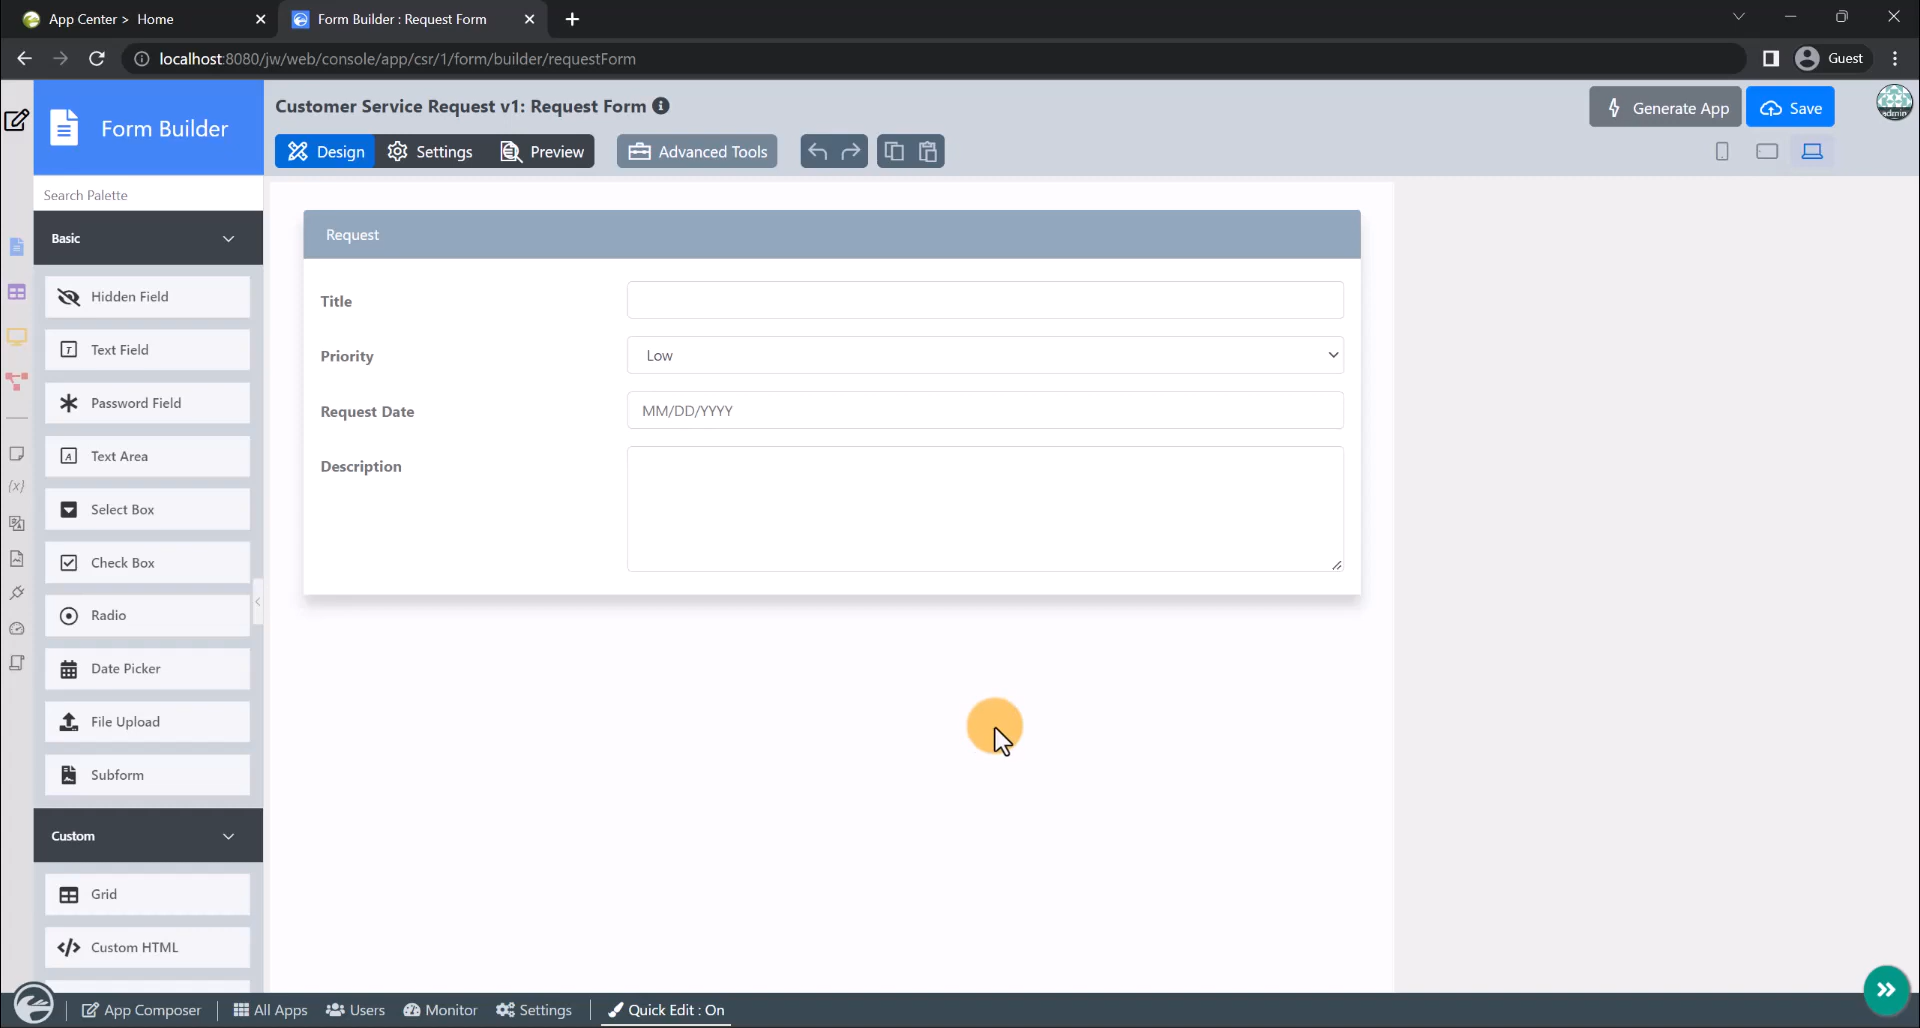 App Center > Home
Form Builder : Request Form
localhost:8080/jw/web/console/app/csr/1/form/builder/requestForm
Guest
Form Builder
Customer Service Request v1: Request Form
Generate App
Save
admin
Design
Settings
Preview
Advanced Tools
Search Palette
Basic
Hidden Field
Text Field
Password Field
Text Area
Select Box
Check Box
Radio
Date Picker
File Upload
Subform
Custom
Grid
Custom HTML
Request
Title
Priority
Low
Request Date
MM/DD/YYYY
Description
App Composer
All Apps
Users
Monitor
Settings
Quick Edit : On